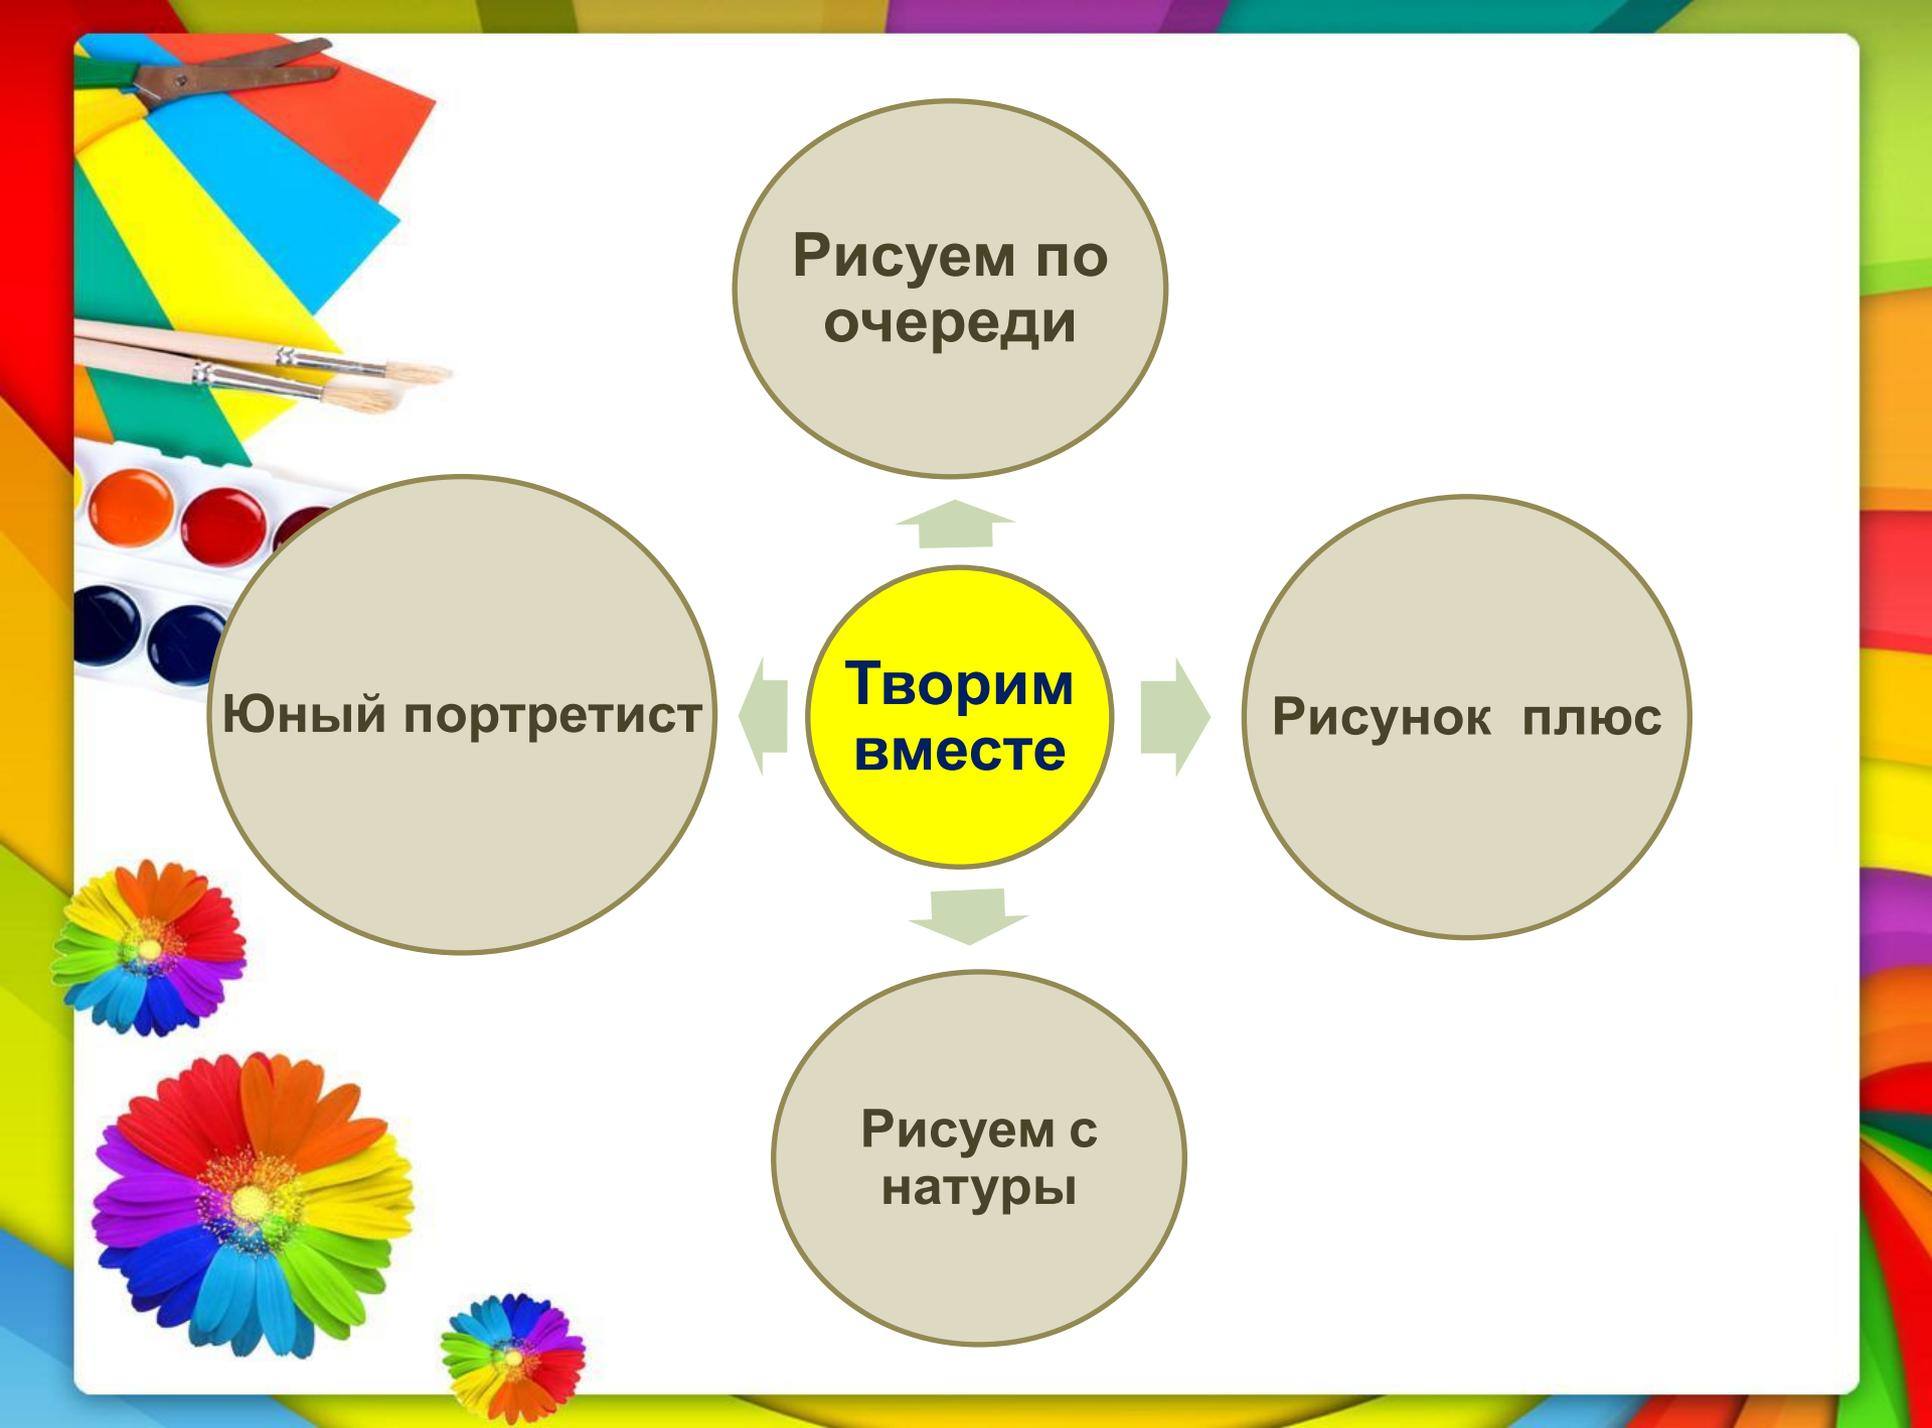 Рисуем по
очереди
Юный портретист
Творим
вместе
Рисунок плюс
Рисуем с
натуры